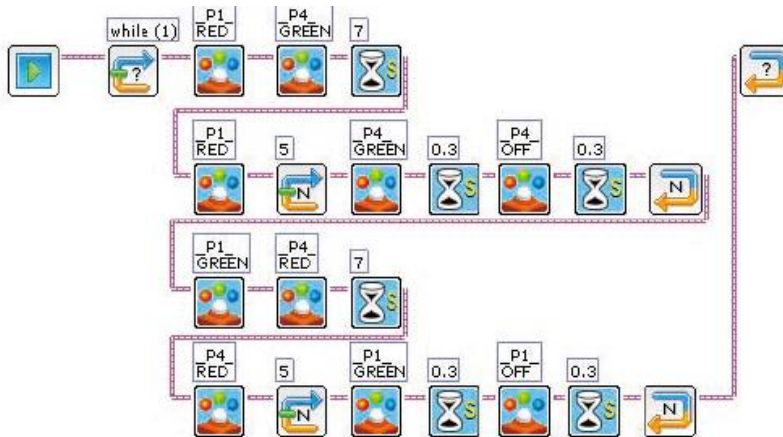 while (1)
_P1_
RED
_P4_
GREEN
7
S
?
?
_P1_
RED
5
_P4_
GREEN
0.3
_P4_
OFF
0.3
N
S
S
N
_P1_
GREEN
_P4_
RED
7
S
_P4_
RED
5
_P1_
GREEN
0.3
_P1_
OFF
0.3
N
S
S
N